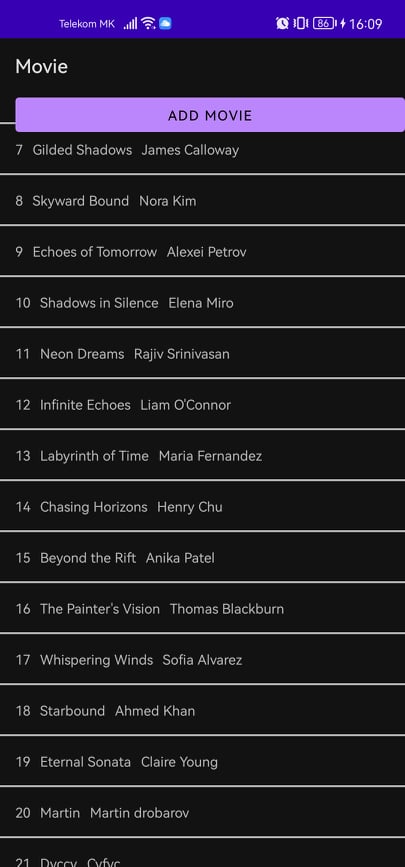 Telekom MK 86 16:09
Movie
ADD MOVIE
7 Gilded Shadows James Calloway
8 Skyward Bound Nora Kim
9 Echoes of Tomorrow Alexei Petrov
10 Shadows in Silence Elena Miro
11 Neon Dreams Rajiv Srinivasan
12 Infinite Echoes Liam O'Connor
13 Labyrinth of Time Maria Fernandez
14 Chasing Horizons Henry Chu
15 Beyond the Rift Anika Patel
16 The Painter's Vision Thomas Blackburn
17 Whispering Winds Sofia Alvarez
18 Starbound Ahmed Khan
19 Eternal Sonata Claire Young
20 Martin Martin drobarov
21